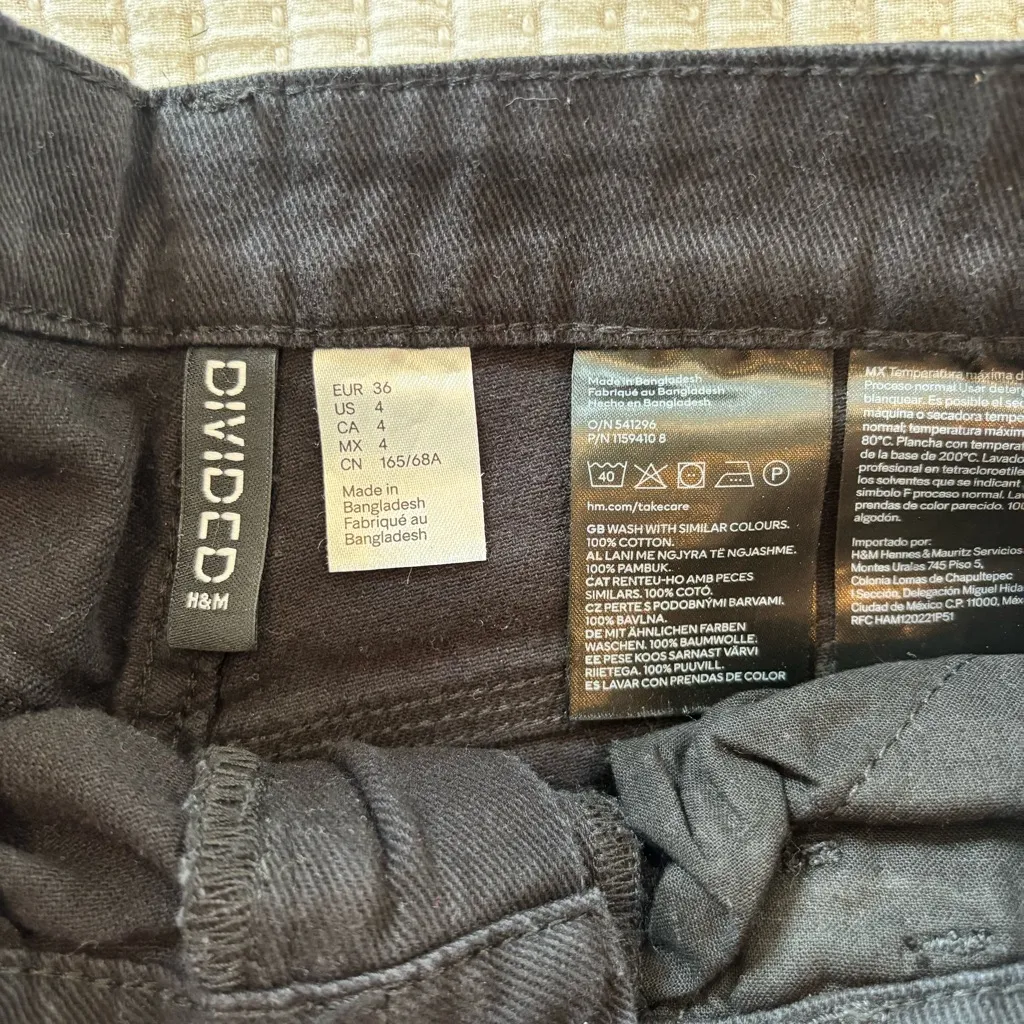 DIVIDED
H&M
EUR 36
US 4
CA 4
MX 4
CN 165/68A
Made in
Bangladesh
Fabriqué au
Bangladesh
Made in Bangladesh
Fabriqué au Bangladesh
Hecho en Bangladesh
O/N 541296
P/N 1159410 8
40
P
hm.com/takecare
GB WASH WITH SIMILAR COLOURS.
100% COTTON.
AL LANI ME NGJYRA TË NGJASHME.
100% PAMBUK.
CAT RENTEU-HO AMB PECES
SIMILARS. 100% COTÓ.
CZ PERTE S PODOBNÝMI BARVAMI.
100% BAVLNA.
DE MIT ÄHNLICHEN FARBEN
WASCHEN. 100% BAUMWOLLE.
EE PESE KOOS SARNAST VÄRVI
RIIETEGA. 100% PUUVILL.
ES LAVAR CON PRENDAS DE COLOR
MX Temperatura máxima d
Proceso normal Usar deter
blanquear. Es posible el sec
máquina o secadora tempe
normal; temperatura máxim
80°C. Plancha con temperat
de la base de 200°C. Lavado
profesional en tetracloroetile
los solventes que se indican
símbolo F proceso normal. Lav
prendas de color parecido. 100
algodón.
Importado por:
H&M Hennes & Mauritz Servicios
Montes Urales 745 Piso 5,
Colonia Lomas de Chapultepec
I Sección, Delegación Miguel Hida
Ciudad de México C.P. 11000, Méx
RFC HAM120221P51